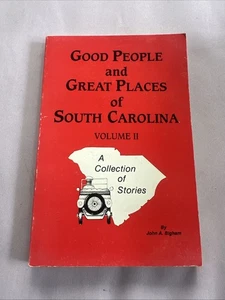 GOOD PEOPLE
and
GREAT PLACES
of
SOUTH CAROLINA
VOLUME II
A
Collection
of
Stories
By
John A. Bigham